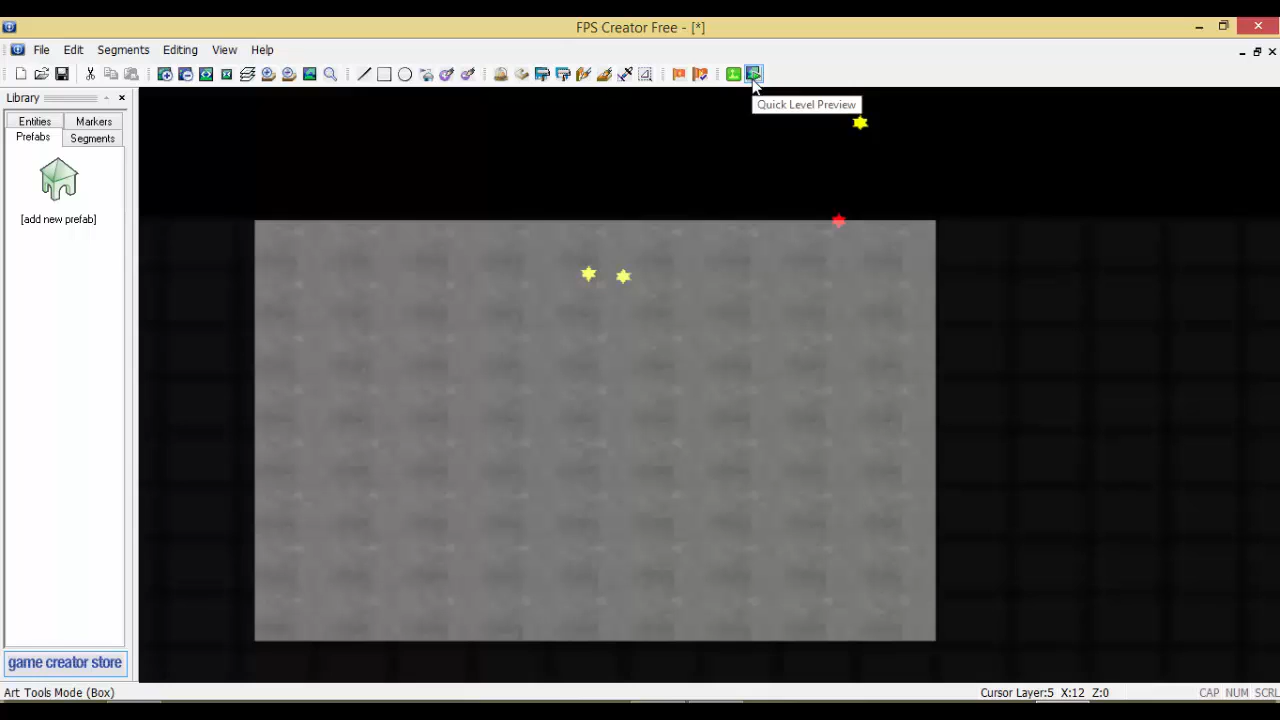 FPS Creator Free - [*]
File Edit Segments Editing View Help
Library
Quick Level Preview
Entities Markers
Prefabs Segments
[add new prefab]
game creator store
Art Tools Mode (Box) Cursor Layer:5 X:12 Z:0 CAP NUM SCRL